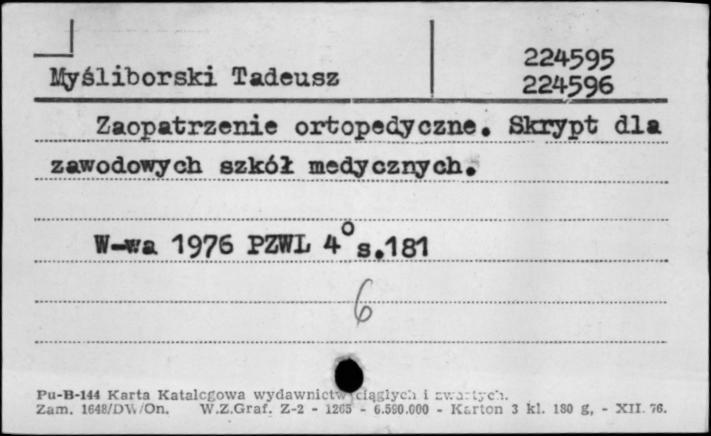 224595
Myśliborski Tadeusz 224596
Zaopatrzenie ortopedyczne. Skrypt dla
zawodowych szkół medycznych.
W-wa 1976 PZWL 4° s.181
6
Pu-B-144 Karta Katalogowa wydawnictw ciągłych i zwartych.
Zam. 1648/DW/On. W.Z.Graf. Z-2 - 1265 - 6.590.000 - Karton 3 kl. 180 g, - XII. 76.